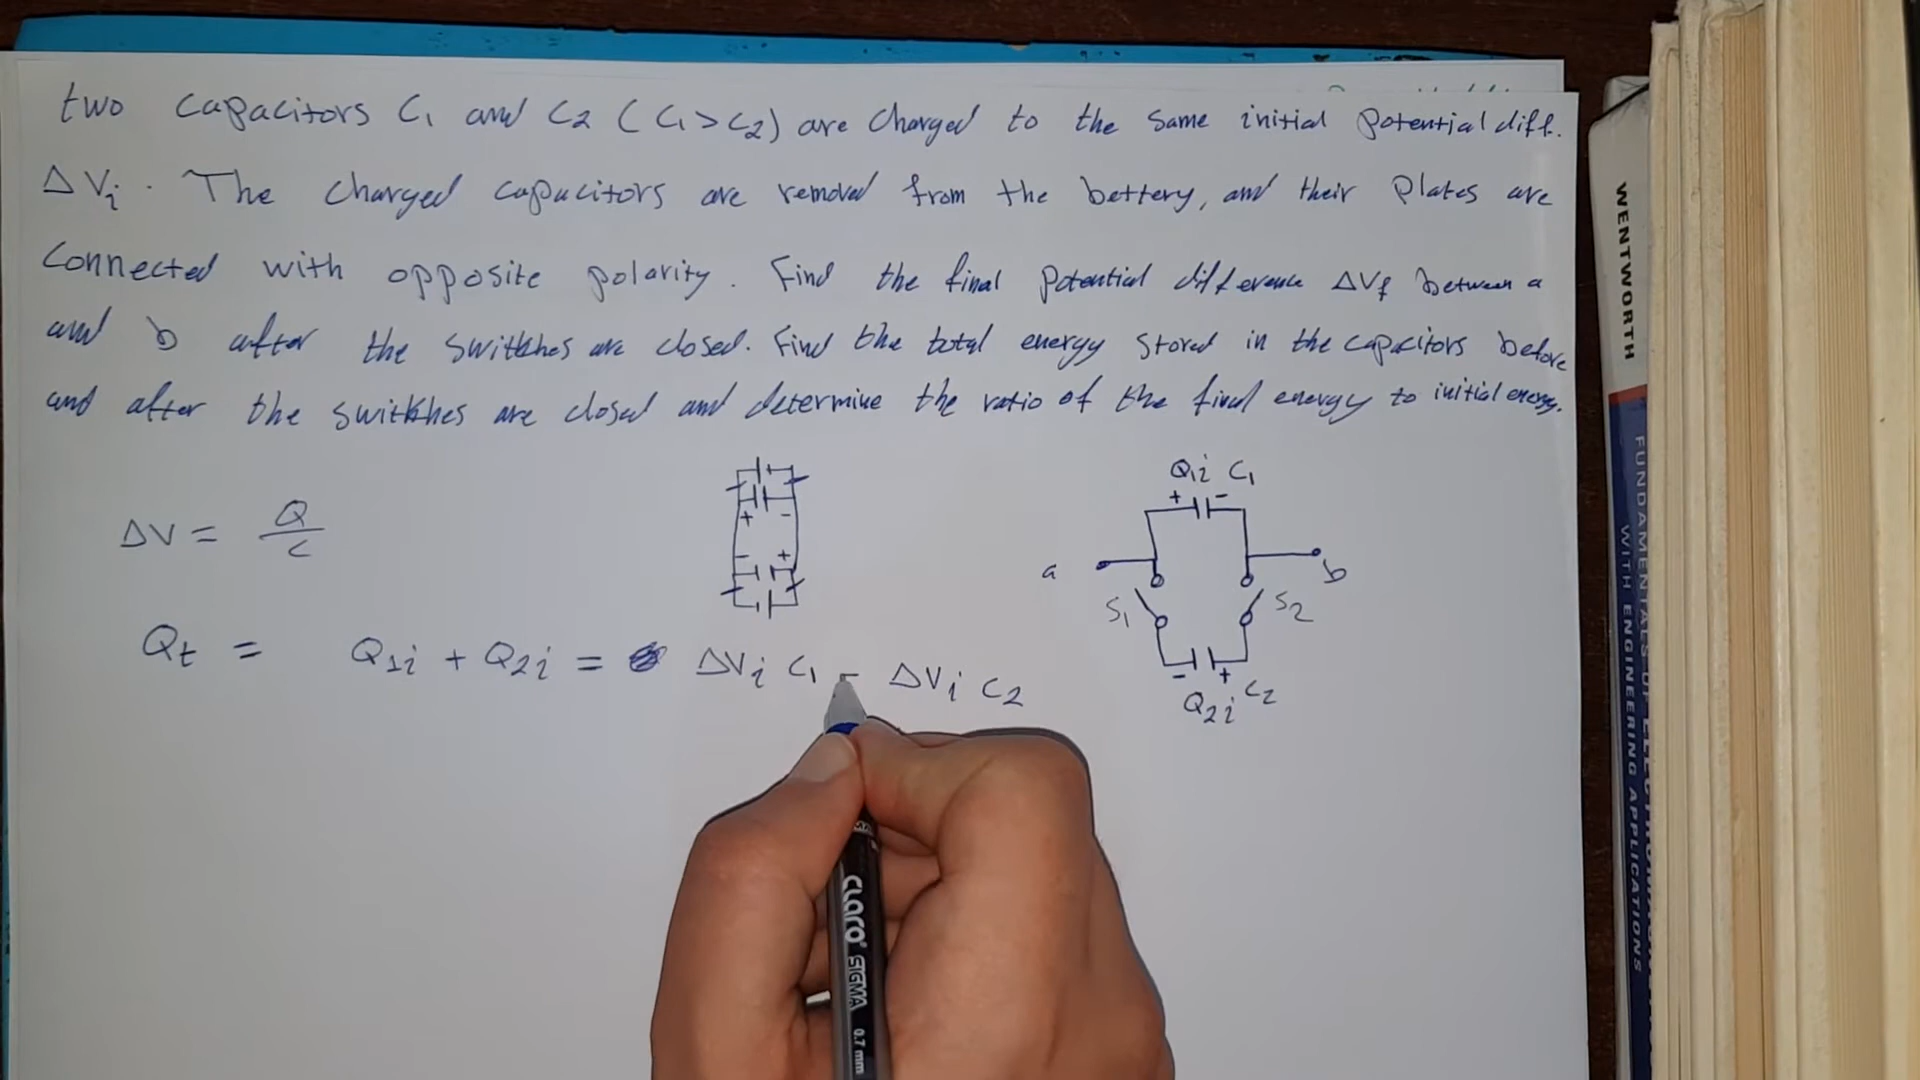 two capacitors C₁ and C₂ (C₁>C₂) are charged to the same initial potential diff.
ΔVi. The charged capacitors are removed from the bettery, and their plates are
connected with opposite polarity. Find the final potential difference ΔVf between a
and b after the switches are closed. Find the total energy stored in the capacitors before
and after the switches are closed and determine the ratio of the final energy to initial energy.
Q1i C₁
+ -
ΔV = Q/C
+ -
- +
a
b
S₁
S₂
Qt = Q1i + Q2i = ΔVi C₁ - ΔVi C₂
- +
Q2i C₂
CLARO SIGMA 0.7 mm
WENTWORTH
FUNDAMENTALS OF ELECTROMAGNETICS
WITH ENGINEERING APPLICATIONS